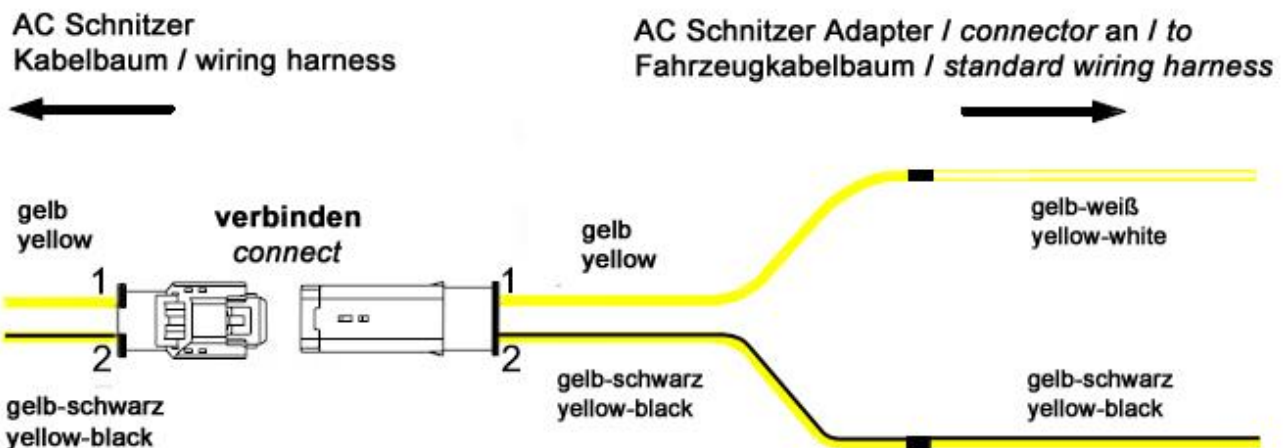 AC Schnitzer
Kabelbaum / wiring harness
AC Schnitzer Adapter / connector an / to
Fahrzeugkabelbaum / standard wiring harness
gelb
yellow
verbinden
connect
gelb
yellow
gelb-weiß
yellow-white
1
1
2
2
gelb-schwarz
yellow-black
gelb-schwarz
yellow-black
gelb-schwarz
yellow-black